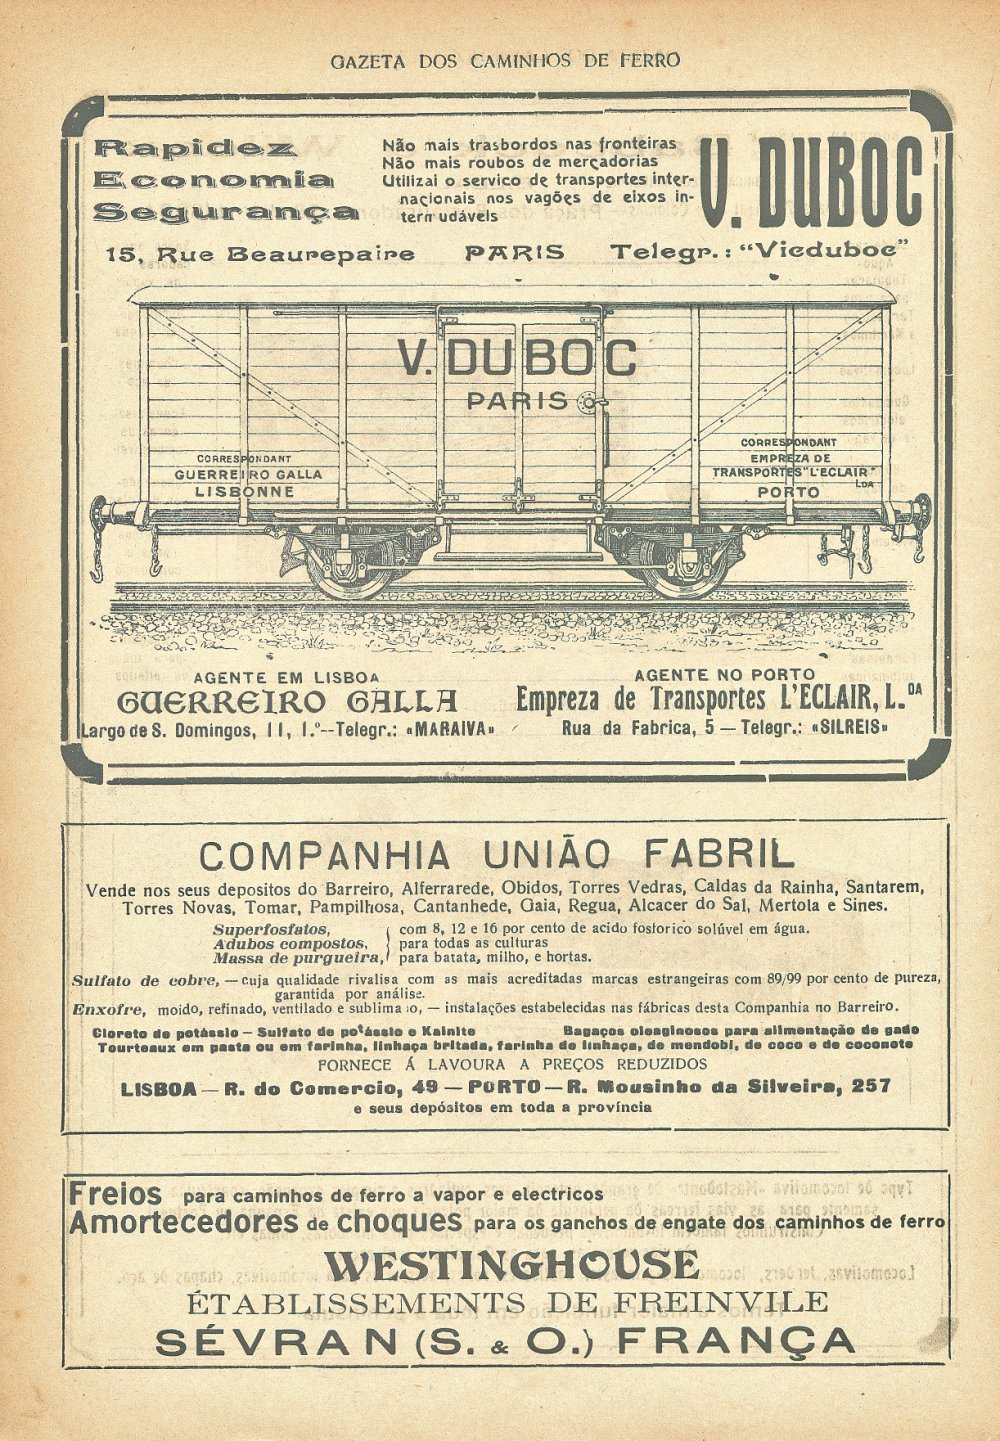 GAZETA DOS CAMINHOS DE FERRO
Rapidez
Economia
Segurança
Não mais trasbordos nas fronteiras
Não mais roubos de merçadorias
Utilizai o servico de transportes inter-
nacionais nos vagões de eixos in-
term udáveis
V. DUBOC
15, Rue Beaurepaire PARIS Telegr.: "Vicduboc"
V. DUBOC
PARIS
CORRESPONDANT
GUERREIRO GALLA
LISBONNE
CORRESPONDANT
EMPREZA DE
TRANSPORTES "L'ECLAIR"
LDA
PORTO
AGENTE EM LISBOA
GUERREIRO GALLA
Largo de S. Domingos, 11, 1.º--Telegr.: «MARAIVA»
AGENTE NO PORTO
Empreza de Transportes L'ECLAIR, L.DA
Rua da Fabrica, 5 — Telegr.: «SILREIS»
COMPANHIA UNIÃO FABRIL
Vende nos seus depositos do Barreiro, Alferrarede, Obidos, Torres Vedras, Caldas da Rainha, Santarem,
Torres Novas, Tomar, Pampilhosa, Cantanhede, Gaia, Regua, Alcacer do Sal, Mertola e Sines.
Superfosfatos, com 8, 12 e 16 por cento de acido fosforico solúvel em água.
Adubos compostos, para todas as culturas
Massa de purgueira, para batata, milho, e hortas.
Sulfato de cobre, — cuja qualidade rivalisa com as mais acreditadas marcas estrangeiras com 89/99 por cento de pureza,
garantida por análise.
Enxofre, moido, refinado, ventilado e sublima io, — instalações estabelecidas nas fábricas desta Companhia no Barreiro.
Cloreto de potássio — Sulfato de potássio e Kainite Bagaços oleaginosos para alimentação de gado
Tourteaux em pasta ou em farinha, linhaça britada, farinha de linhaça, de mendobi, de coco e de coconote
FORNECE Á LAVOURA A PREÇOS REDUZIDOS
LISBOA — R. do Comercio, 49 — PORTO — R. Mousinho da Silveira, 257
e seus depósitos em toda a província
Freios para caminhos de ferro a vapor e electricos
Amortecedores de choques para os ganchos de engate dos caminhos de ferro
WESTINGHOUSE
ÉTABLISSEMENTS DE FREINVILE
SÉVRAN (S. & O.) FRANÇA